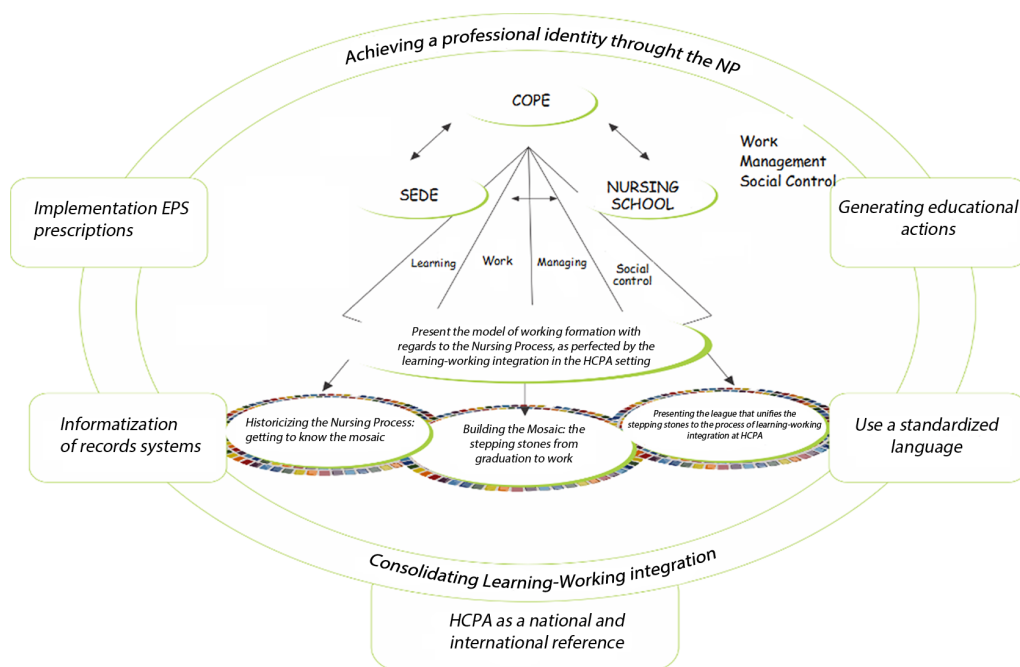 Achieving a professional identity throught the NP
COPE
Work
Management
Social Control
SEDE
NURSING
SCHOOL
Implementation EPS
prescriptions
Generating educational
actions
Learning
Work
Managing
Social
control
Present the model of working formation with
regards to the Nursing Process, as perfected by the
learning-working integration in the HCPA setting
Informatization
of records systems
Historicizing the Nursing Process:
getting to know the mosaic
Building the Mosaic: the
stepping stones from
graduation to work
Presenting the league that unifies the
stepping stones to the process of learning-working
integration at HCPA
Use a standardized
language
Consolidating Learning-Working integration
HCPA as a national and
international reference